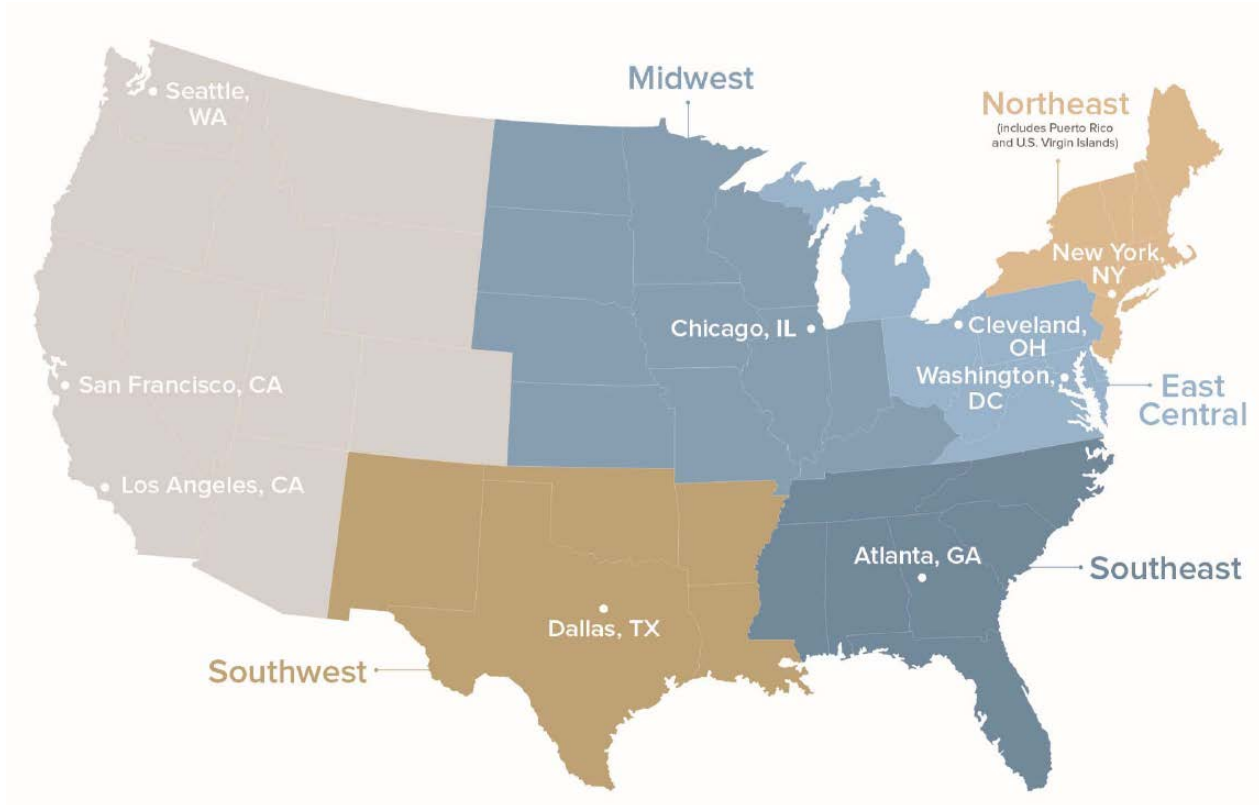 Midwest
Northeast
(includes Puerto Rico
and U.S. Virgin Islands)
Seattle,
WA
New York,
NY
Chicago, IL
Cleveland,
OH
Washington,
DC
East
Central
San Francisco, CA
Los Angeles, CA
Atlanta, GA
Southeast
Dallas, TX
Southwest